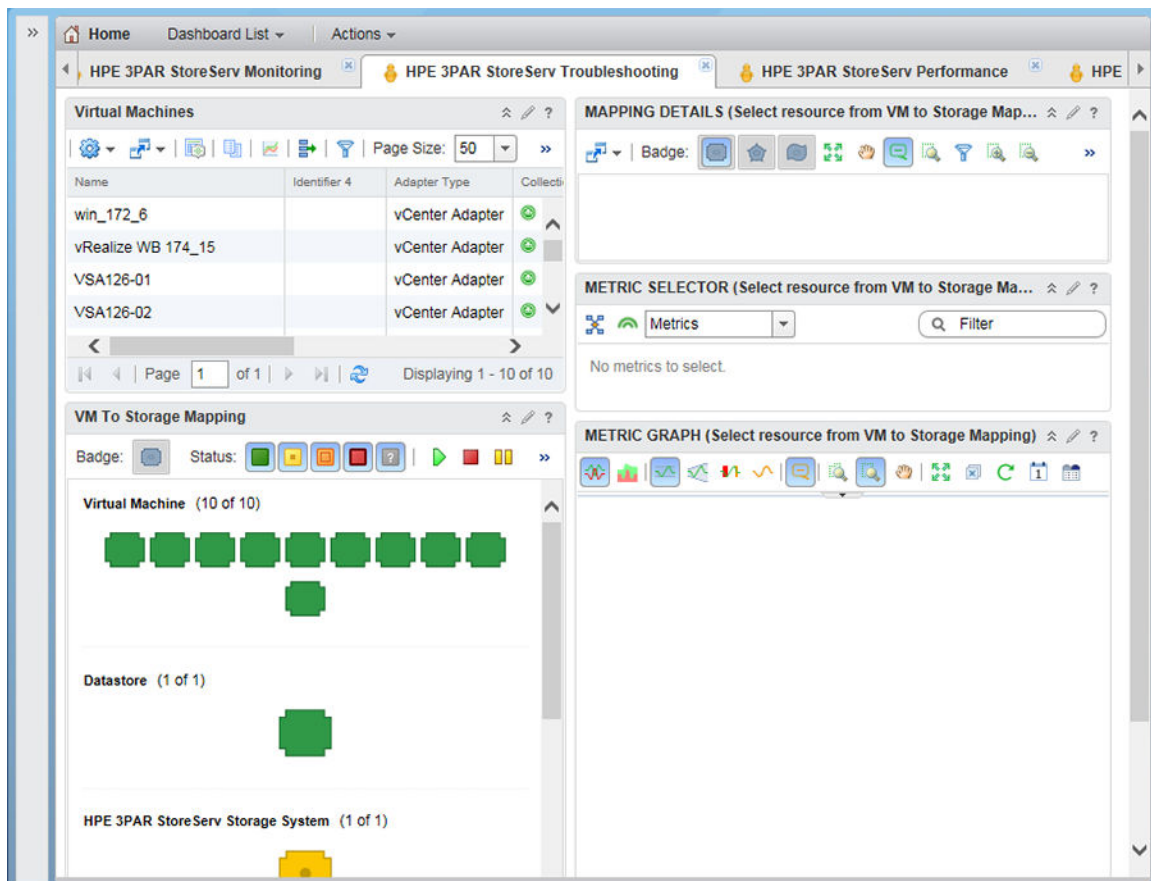 Home Dashboard List Actions
HPE 3PAR StoreServ Monitoring HPE 3PAR StoreServ Troubleshooting HPE 3PAR StoreServ Performance HPE
Virtual Machines
Page Size: 50
Name Identifier 4 Adapter Type Collecti
win_172_6 vCenter Adapter
vRealize WB 174_15 vCenter Adapter
VSA126-01 vCenter Adapter
VSA126-02 vCenter Adapter
Page 1 of 1 Displaying 1 - 10 of 10
VM To Storage Mapping
Badge: Status:
Virtual Machine (10 of 10)
Datastore (1 of 1)
HPE 3PAR StoreServ Storage System (1 of 1)
MAPPING DETAILS (Select resource from VM to Storage Map...
Badge:
METRIC SELECTOR (Select resource from VM to Storage Ma...
Metrics Filter
No metrics to select.
METRIC GRAPH (Select resource from VM to Storage Mapping)
1